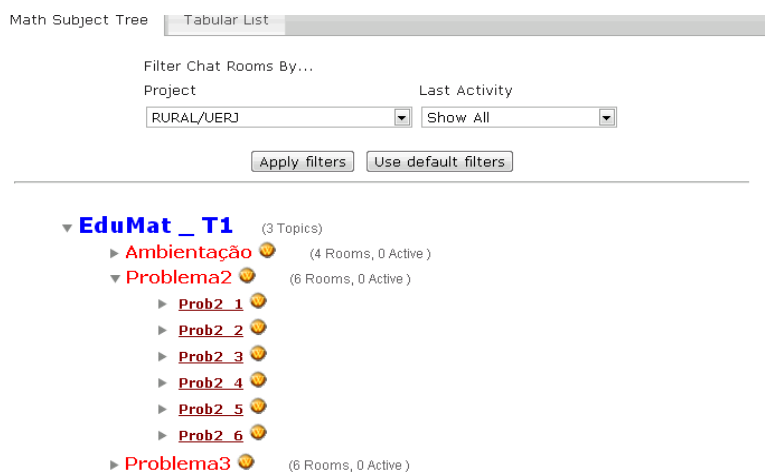 Math Subject Tree Tabular List
Filter Chat Rooms By...
Project Last Activity
RURAL/UERJ Show All
Apply filters Use default filters
EduMat _ T1 (3 Topics)
Ambientação (4 Rooms, 0 Active )
Problema2 (6 Rooms, 0 Active )
Prob2_1
Prob2_2
Prob2_3
Prob2_4
Prob2_5
Prob2_6
Problema3 (6 Rooms, 0 Active )